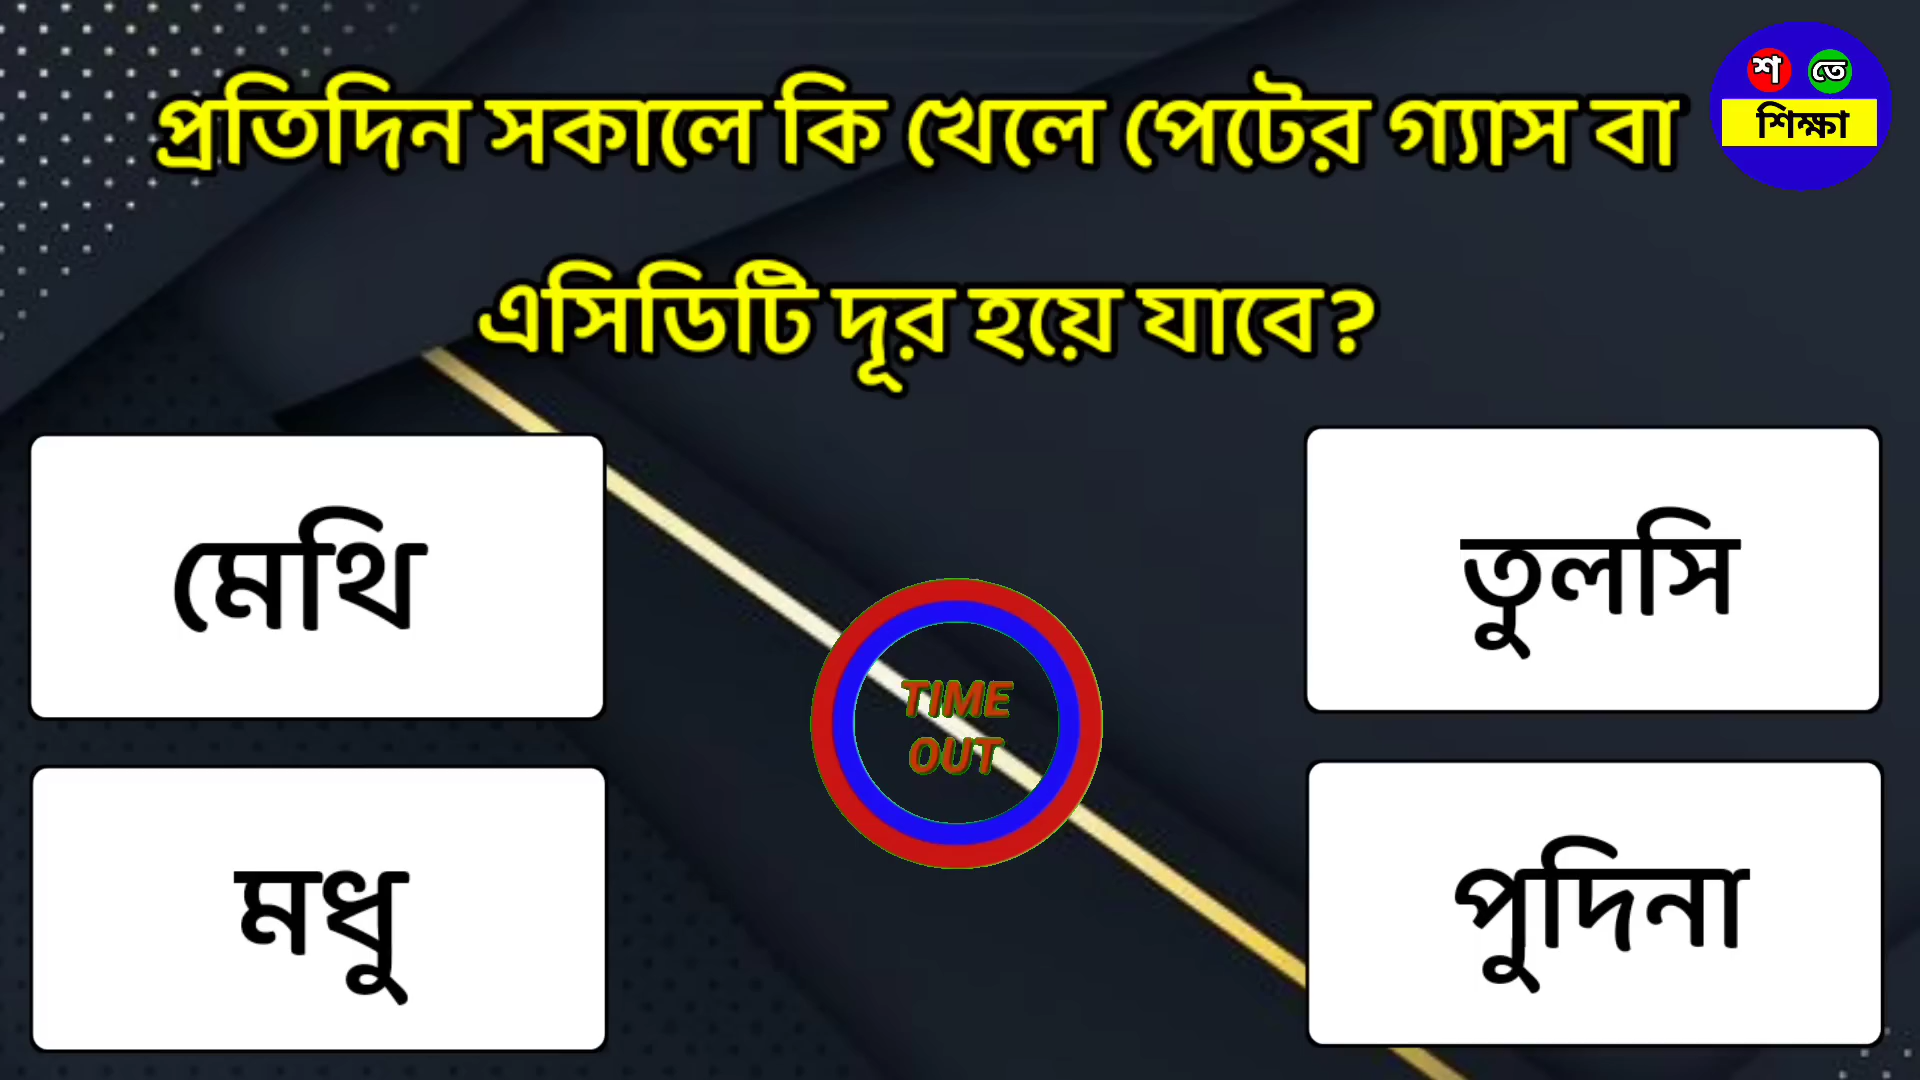 প্রতিদিন সকালে কি খেলে পেটের গ্যাস বা
শ তে
শিক্ষা
এসিডিটি দূর হয়ে যাবে?
মেথি
তুলসি
TIME
OUT
মধু
পুদিনা